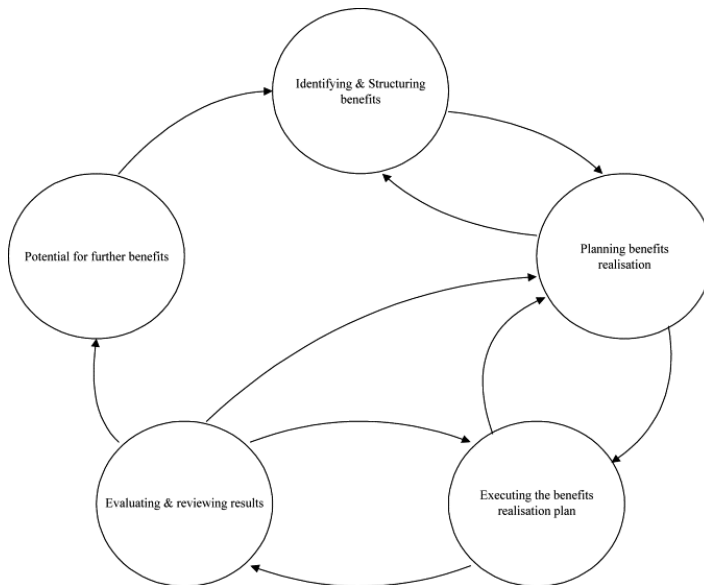 Identifying & Structuring
benefits
Potential for further benefits
Planning benefits
realisation
Evaluating & reviewing results
Executing the benefits
realisation plan